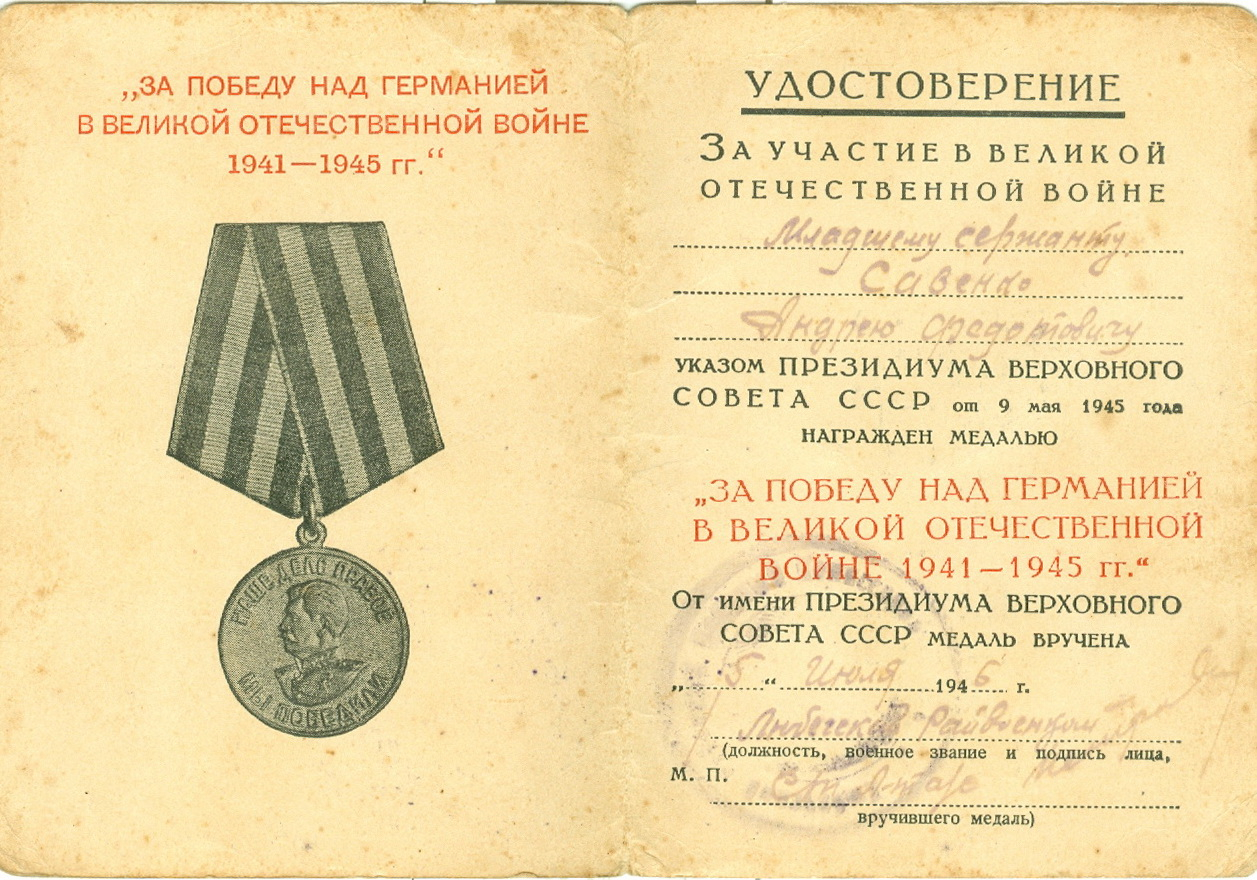 „ЗА ПОБЕДУ НАД ГЕРМАНИЕЙ
В ВЕЛИКОЙ ОТЕЧЕСТВЕННОЙ ВОЙНЕ
1941—1945 гг.“
НАШЕ ДЕЛО ПРАВОЕ
МЫ ПОБЕДИЛИ
УДОСТОВЕРЕНИЕ
ЗА УЧАСТИЕ В ВЕЛИКОЙ
ОТЕЧЕСТВЕННОЙ ВОЙНЕ
Младшему сержанту
Савенко
Андрею
УКАЗОМ ПРЕЗИДИУМА ВЕРХОВНОГО
СОВЕТА СССР от 9 мая 1945 года
НАГРАЖДЕН МЕДАЛЬЮ
„ЗА ПОБЕДУ НАД ГЕРМАНИЕЙ
В ВЕЛИКОЙ ОТЕЧЕСТВЕННОЙ
ВОЙНЕ 1941—1945 гг.“
От имени ПРЕЗИДИУМА ВЕРХОВНОГО
СОВЕТА СССР МЕДАЛЬ ВРУЧЕНА
„5“ Июля 1946 г.
Райвоенком
(должность, военное звание и подпись лица,
М. П.
вручившего медаль)